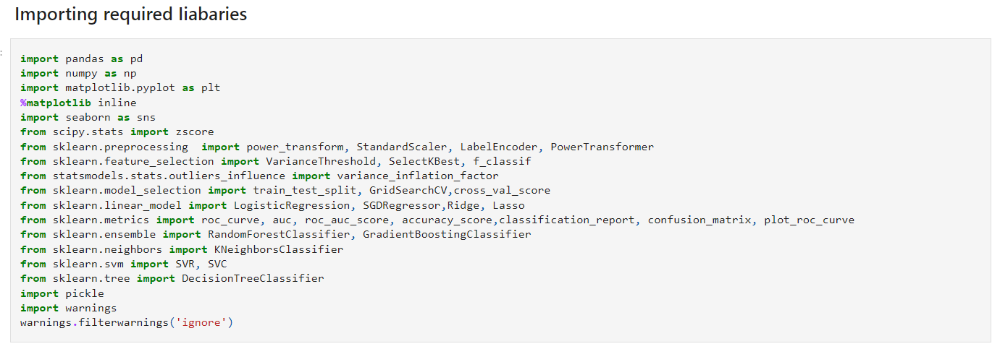 Importing required liabaries
:
import pandas as pd
import numpy as np
import matplotlib.pyplot as plt
%matplotlib inline
import seaborn as sns
from scipy.stats import zscore
from sklearn.preprocessing  import power_transform, StandardScaler, LabelEncoder, PowerTransformer
from sklearn.feature_selection import VarianceThreshold, SelectKBest, f_classif
from statsmodels.stats.outliers_influence import variance_inflation_factor
from sklearn.model_selection import train_test_split, GridSearchCV,cross_val_score
from sklearn.linear_model import LogisticRegression, SGDRegressor,Ridge, Lasso
from sklearn.metrics import roc_curve, auc, roc_auc_score, accuracy_score,classification_report, confusion_matrix, plot_roc_curve
from sklearn.ensemble import RandomForestClassifier, GradientBoostingClassifier
from sklearn.neighbors import KNeighborsClassifier
from sklearn.svm import SVR, SVC
from sklearn.tree import DecisionTreeClassifier
import pickle
import warnings
warnings.filterwarnings('ignore')